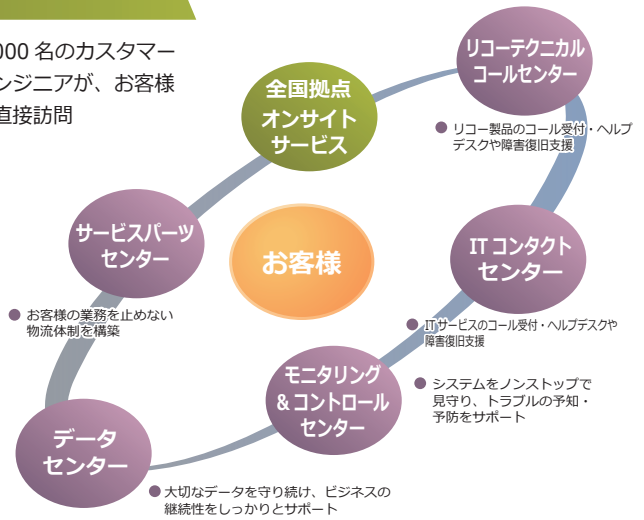 000 名のカスタマー
ンジニアが、お客様
直接訪問
リコーテクニカル
コールセンター
● リコー製品のコール受付・ヘルプ
デスクや障害復旧支援
全国拠点
オンサイト
サービス
サービスパーツ
センター
● お客様の業務を止めない
物流体制を構築
お客様
IT コンタクト
センター
● ITサービスのコール受付・ヘルプデスクや
障害復旧支援
モニタリング
& コントロール
センター
● システムをノンストップで
見守り、トラブルの予知・
予防をサポート
データ
センター
● 大切なデータを守り続け、ビジネスの
継続性をしっかりとサポート